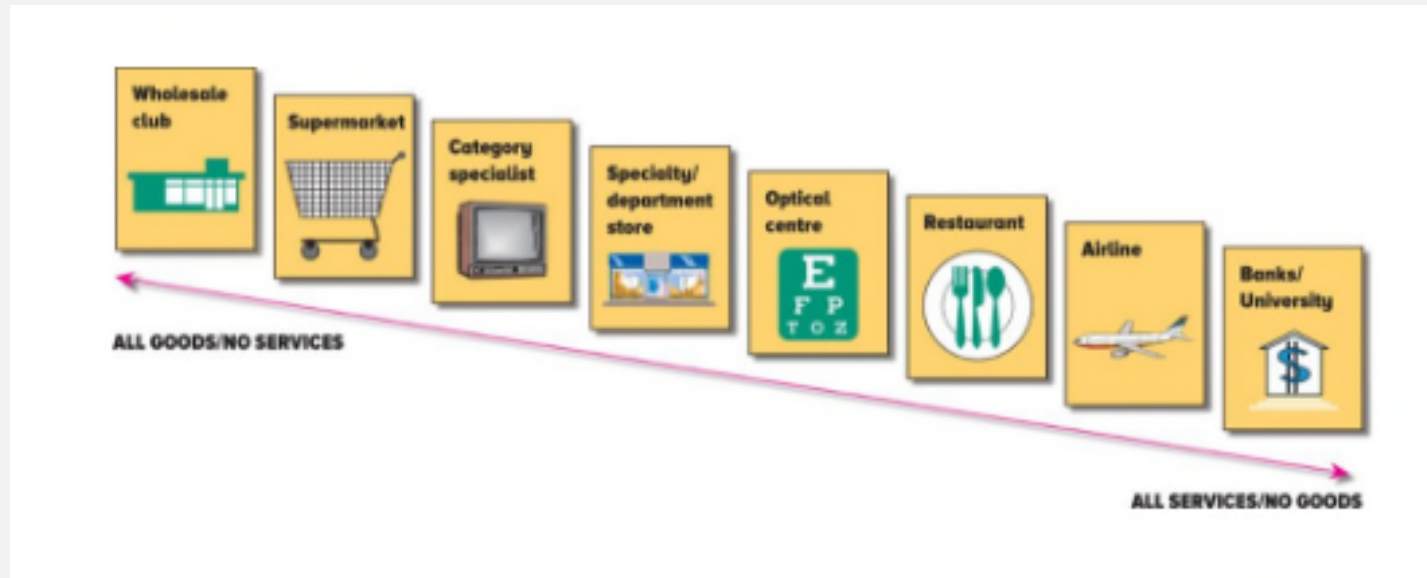 Wholesale
club
Supermarket
Category
specialist
Specialty/
department
store
Optical
centre
E
F P
T O Z
Restaurant
Airline
Banks/
University
$
ALL GOODS/NO SERVICES
ALL SERVICES/NO GOODS